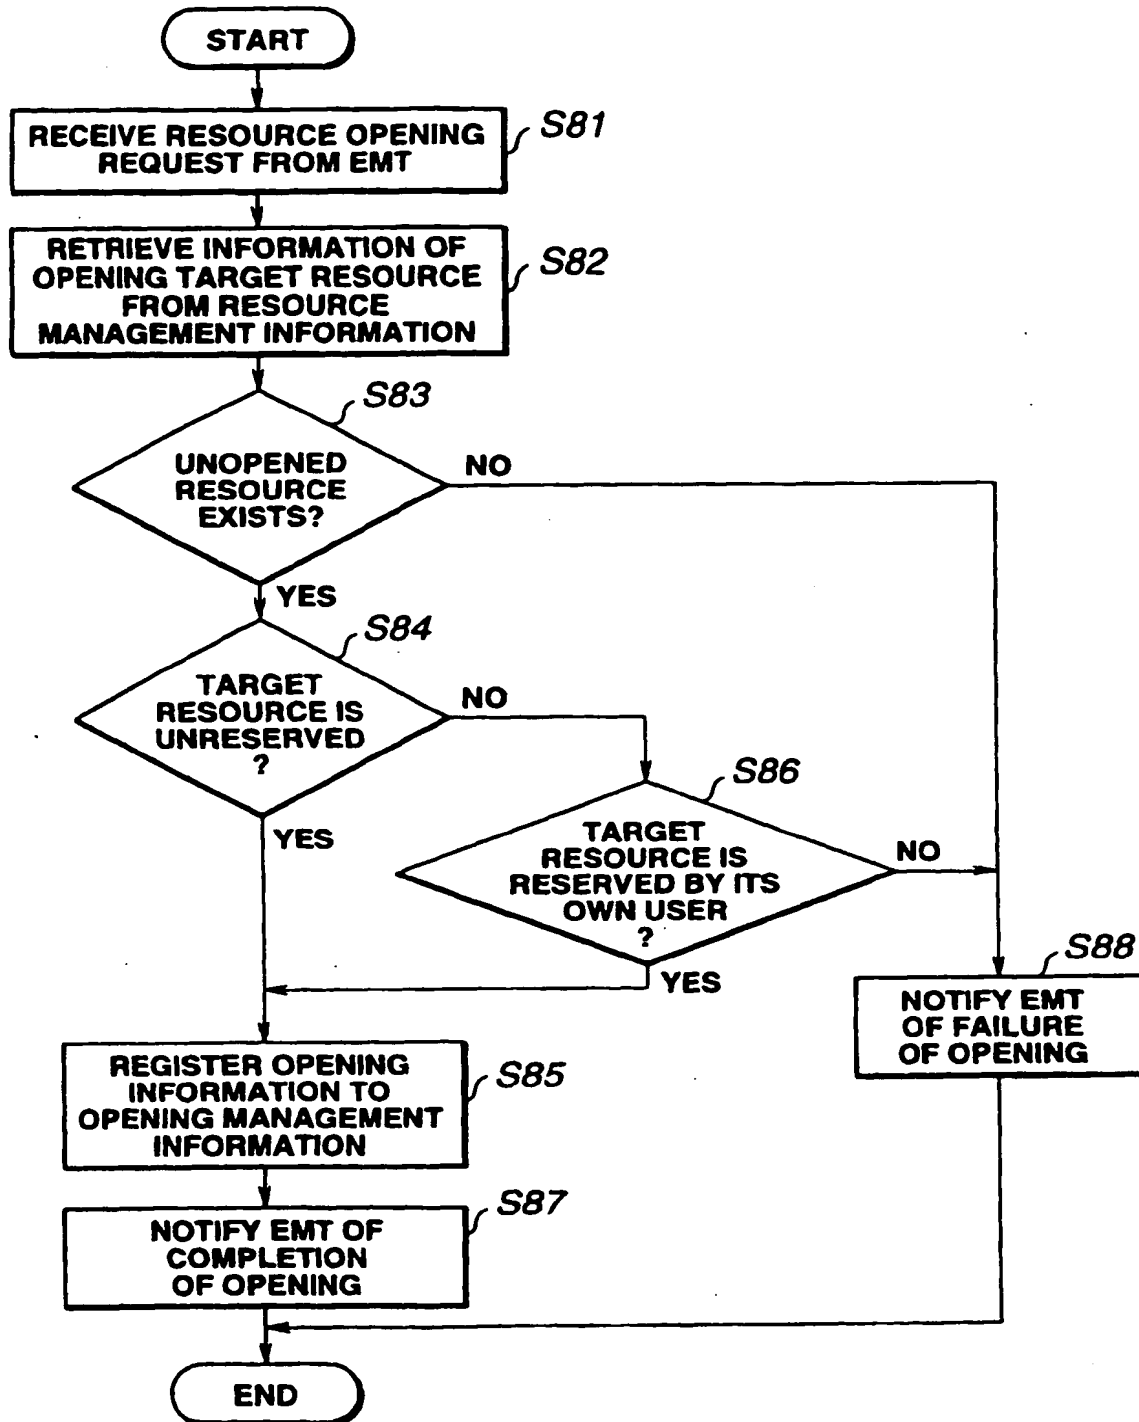 START
RECEIVE RESOURCE OPENING
REQUEST FROM EMT
S81
RETRIEVE INFORMATION OF
OPENING TARGET RESOURCE
FROM RESOURCE
MANAGEMENT INFORMATION
S82
S83
UNOPENED
RESOURCE
EXISTS?
NO
YES
S84
TARGET
RESOURCE IS
UNRESERVED
?
NO
YES
S86
TARGET
RESOURCE IS
RESERVED BY ITS
OWN USER
?
NO
YES
S88
NOTIFY EMT
OF FAILURE
OF OPENING
REGISTER OPENING
INFORMATION TO
OPENING MANAGEMENT
INFORMATION
S85
NOTIFY EMT OF
COMPLETION
OF OPENING
S87
END